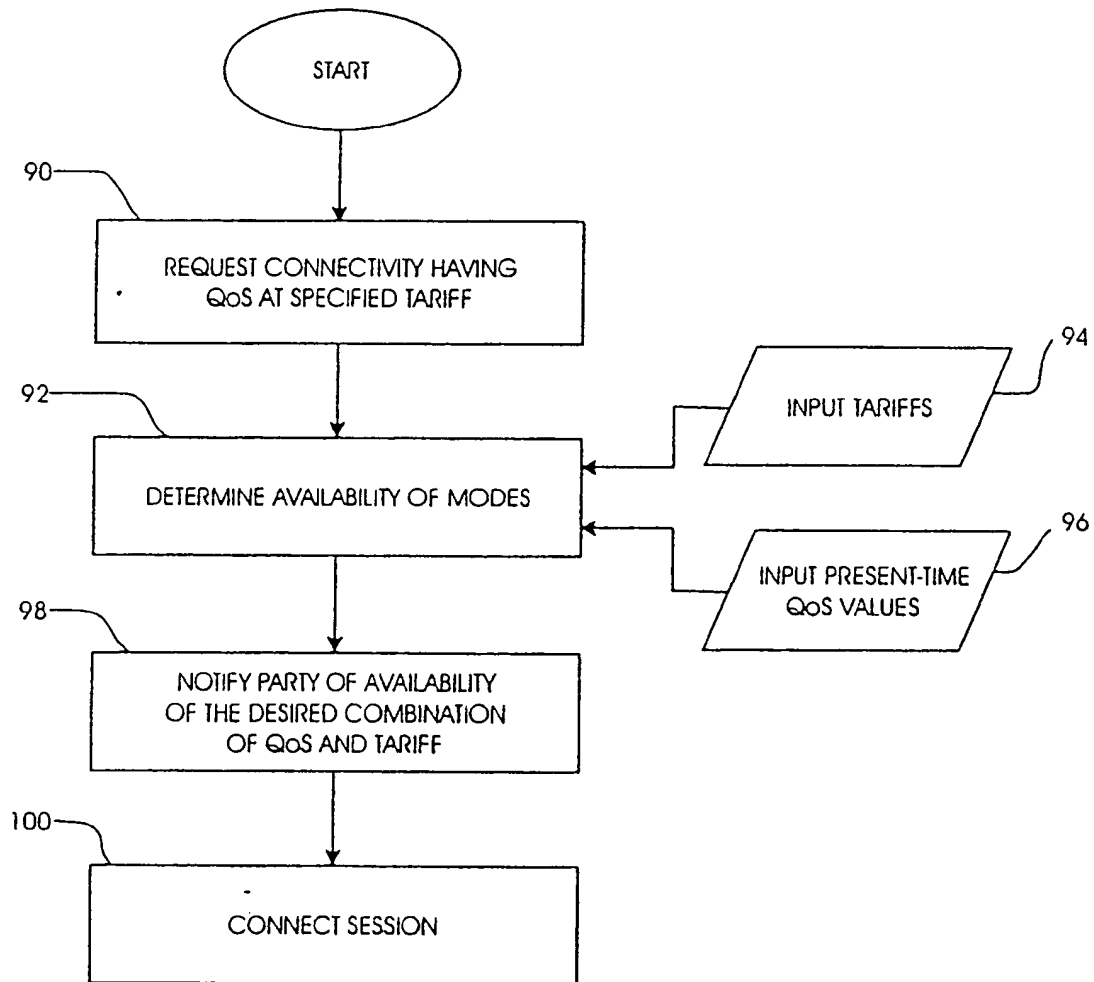 START
90
REQUEST CONNECTIVITY HAVING
QoS AT SPECIFIED TARIFF
92
DETERMINE AVAILABILITY OF MODES
94
INPUT TARIFFS
96
INPUT PRESENT-TIME
QoS VALUES
98
NOTIFY PARTY OF AVAILABILITY
OF THE DESIRED COMBINATION
OF QoS AND TARIFF
100
CONNECT SESSION